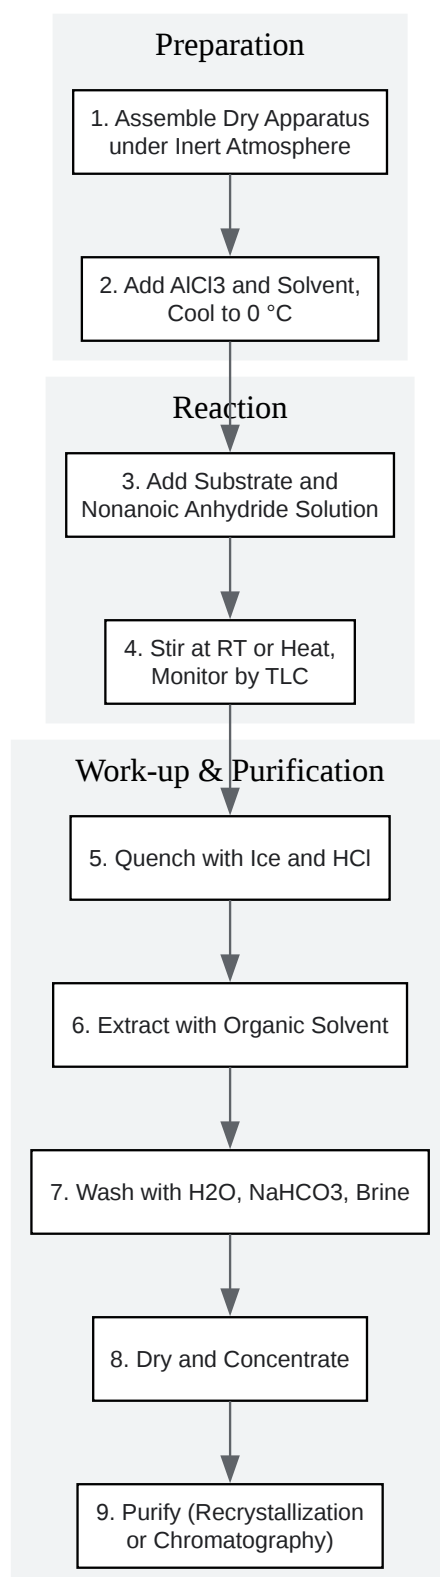 Preparation
1. Assemble Dry Apparatus
under Inert Atmosphere
2. Add AlCl3 and Solvent,
Cool to 0 °C
Reaction
3. Add Substrate and
Nonanoic Anhydride Solution
4. Stir at RT or Heat,
Monitor by TLC
Work-up & Purification
5. Quench with Ice and HCl
6. Extract with Organic Solvent
7. Wash with H2O, NaHCO3, Brine
8. Dry and Concentrate
9. Purify (Recrystallization
or Chromatography)